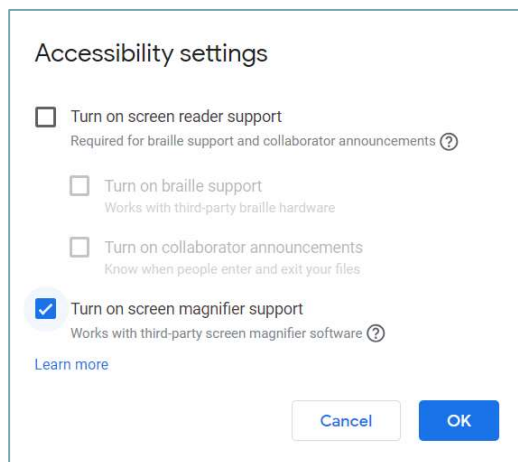 Accessibility settings
Turn on screen reader support
Required for braille support and collaborator announcements
Turn on braille support
Works with third-party braille hardware
Turn on collaborator announcements
Know when people enter and exit your files
Turn on screen magnifier support
Works with third-party screen magnifier software
Learn more
Cancel OK